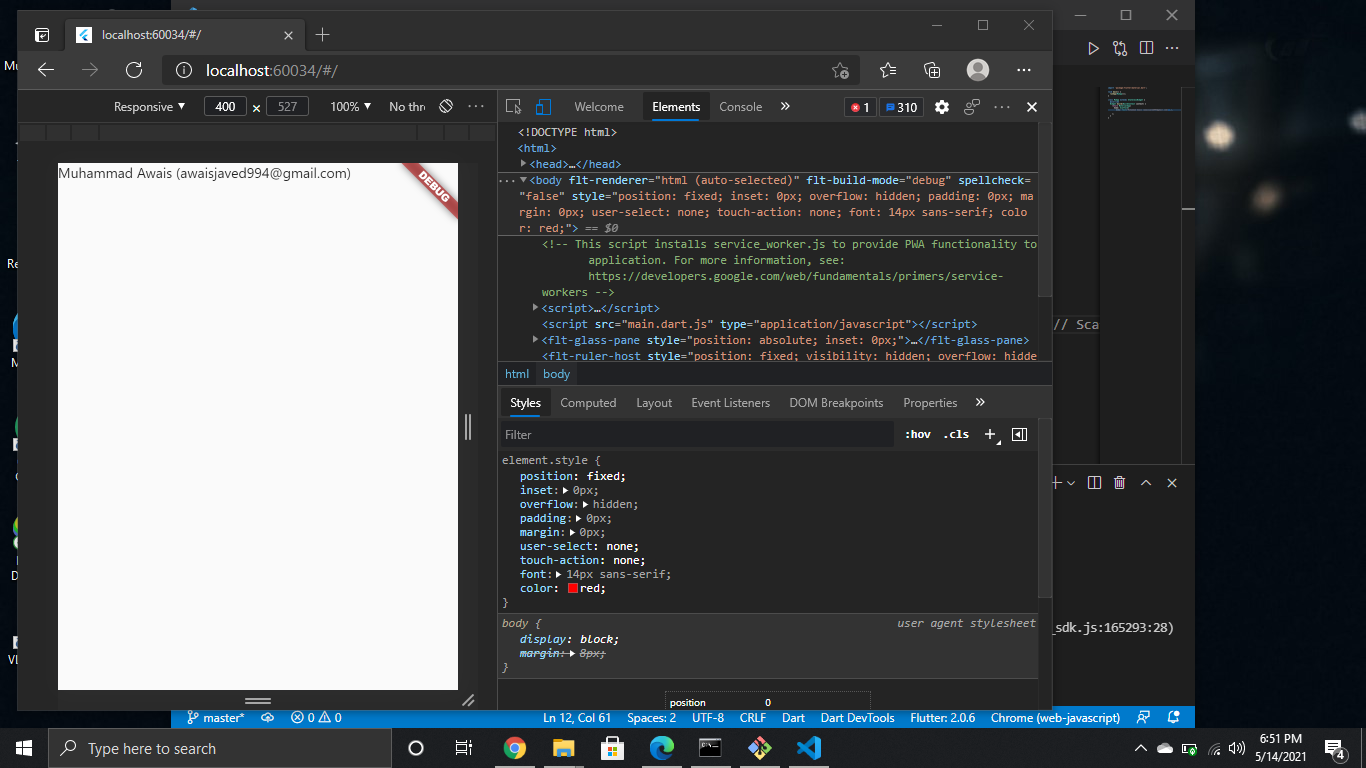 localhost:60034/#/
localhost:60034/#/
Responsive ▼ 400 × 527 100% ▼ No thr
Welcome Elements Console » 1 310
Muhammad Awais (awaisjaved994@gmail.com)
DEBUG
<!DOCTYPE html>
<html>
<head>…</head>
<body flt-renderer="html (auto-selected)" flt-build-mode="debug" spellcheck=
"false" style="position: fixed; inset: 0px; overflow: hidden; padding: 0px; ma
rgin: 0px; user-select: none; touch-action: none; font: 14px sans-serif; colo
r: red;"> == $0
<!-- This script installs service_worker.js to provide PWA functionality to
application. For more information, see:
https://developers.google.com/web/fundamentals/primers/service-
workers -->
<script>…</script>
<script src="main.dart.js" type="application/javascript"></script>
<flt-glass-pane style="position: absolute; inset: 0px;">…</flt-glass-pane>
<flt-ruler-host style="position: fixed; visibility: hidden; overflow: hidde
html body
Styles Computed Layout Event Listeners DOM Breakpoints Properties »
Filter :hov .cls +
element.style {
position: fixed;
inset: 0px;
overflow: hidden;
padding: 0px;
margin: 0px;
user-select: none;
touch-action: none;
font: 14px sans-serif;
color: red;
}
body { user agent stylesheet
display: block;
margin: 8px;
}
position 0
// Sca
_sdk.js:165293:28)
master* 0 0 Ln 12, Col 61 Spaces: 2 UTF-8 CRLF Dart Dart DevTools Flutter: 2.0.6 Chrome (web-javascript)
Type here to search
6:51 PM
5/14/2021
4